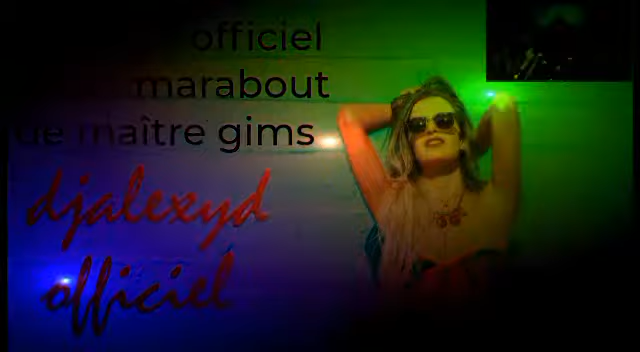 officiel
marabout
de maître gims
djalexyd
officiel